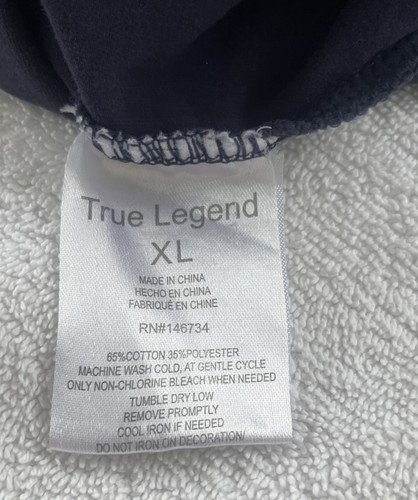 True Legend
XL
MADE IN CHINA
HECHO EN CHINA
FABRIQUÉ EN CHINE
RN#146734
65%COTTON 35%POLYESTER
MACHINE WASH COLD, AT GENTLE CYCLE
ONLY NON-CHLORINE BLEACH WHEN NEEDED
TUMBLE DRY LOW
REMOVE PROMPTLY
COOL IRON IF NEEDED
DO NOT IRON ON DECORATION/